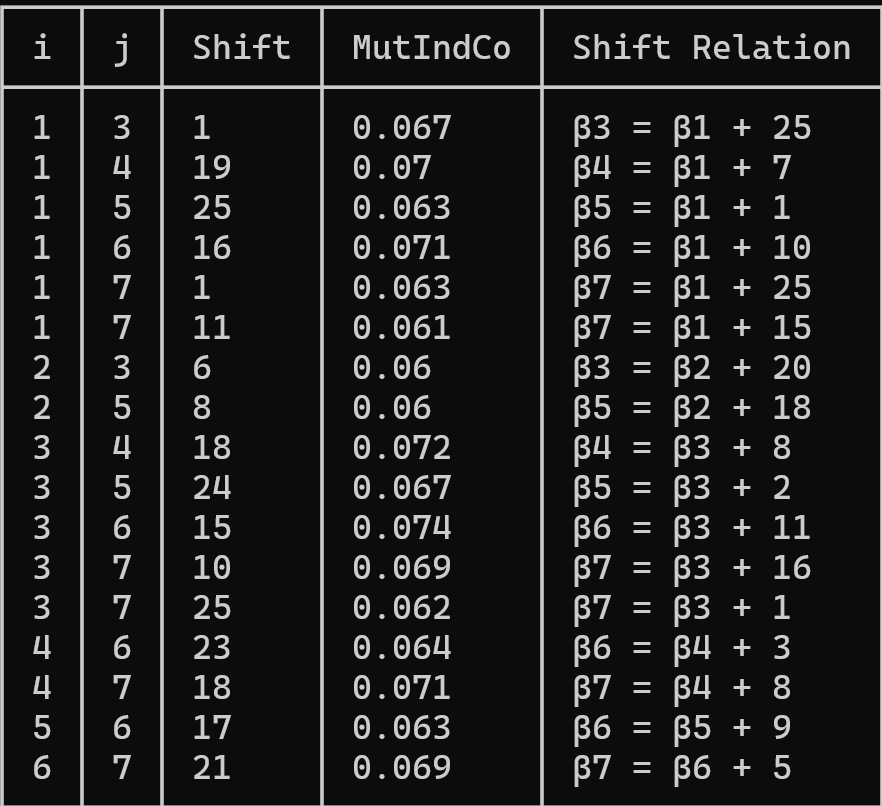 i j Shift MutIndCo Shift Relation
1 3 1 0.067 β3 = β1 + 25
1 4 19 0.07 β4 = β1 + 7
1 5 25 0.063 β5 = β1 + 1
1 6 16 0.071 β6 = β1 + 10
1 7 1 0.063 β7 = β1 + 25
1 7 11 0.061 β7 = β1 + 15
2 3 6 0.06 β3 = β2 + 20
2 5 8 0.06 β5 = β2 + 18
3 4 18 0.072 β4 = β3 + 8
3 5 24 0.067 β5 = β3 + 2
3 6 15 0.074 β6 = β3 + 11
3 7 10 0.069 β7 = β3 + 16
3 7 25 0.062 β7 = β3 + 1
4 6 23 0.064 β6 = β4 + 3
4 7 18 0.071 β7 = β4 + 8
5 6 17 0.063 β6 = β5 + 9
6 7 21 0.069 β7 = β6 + 5